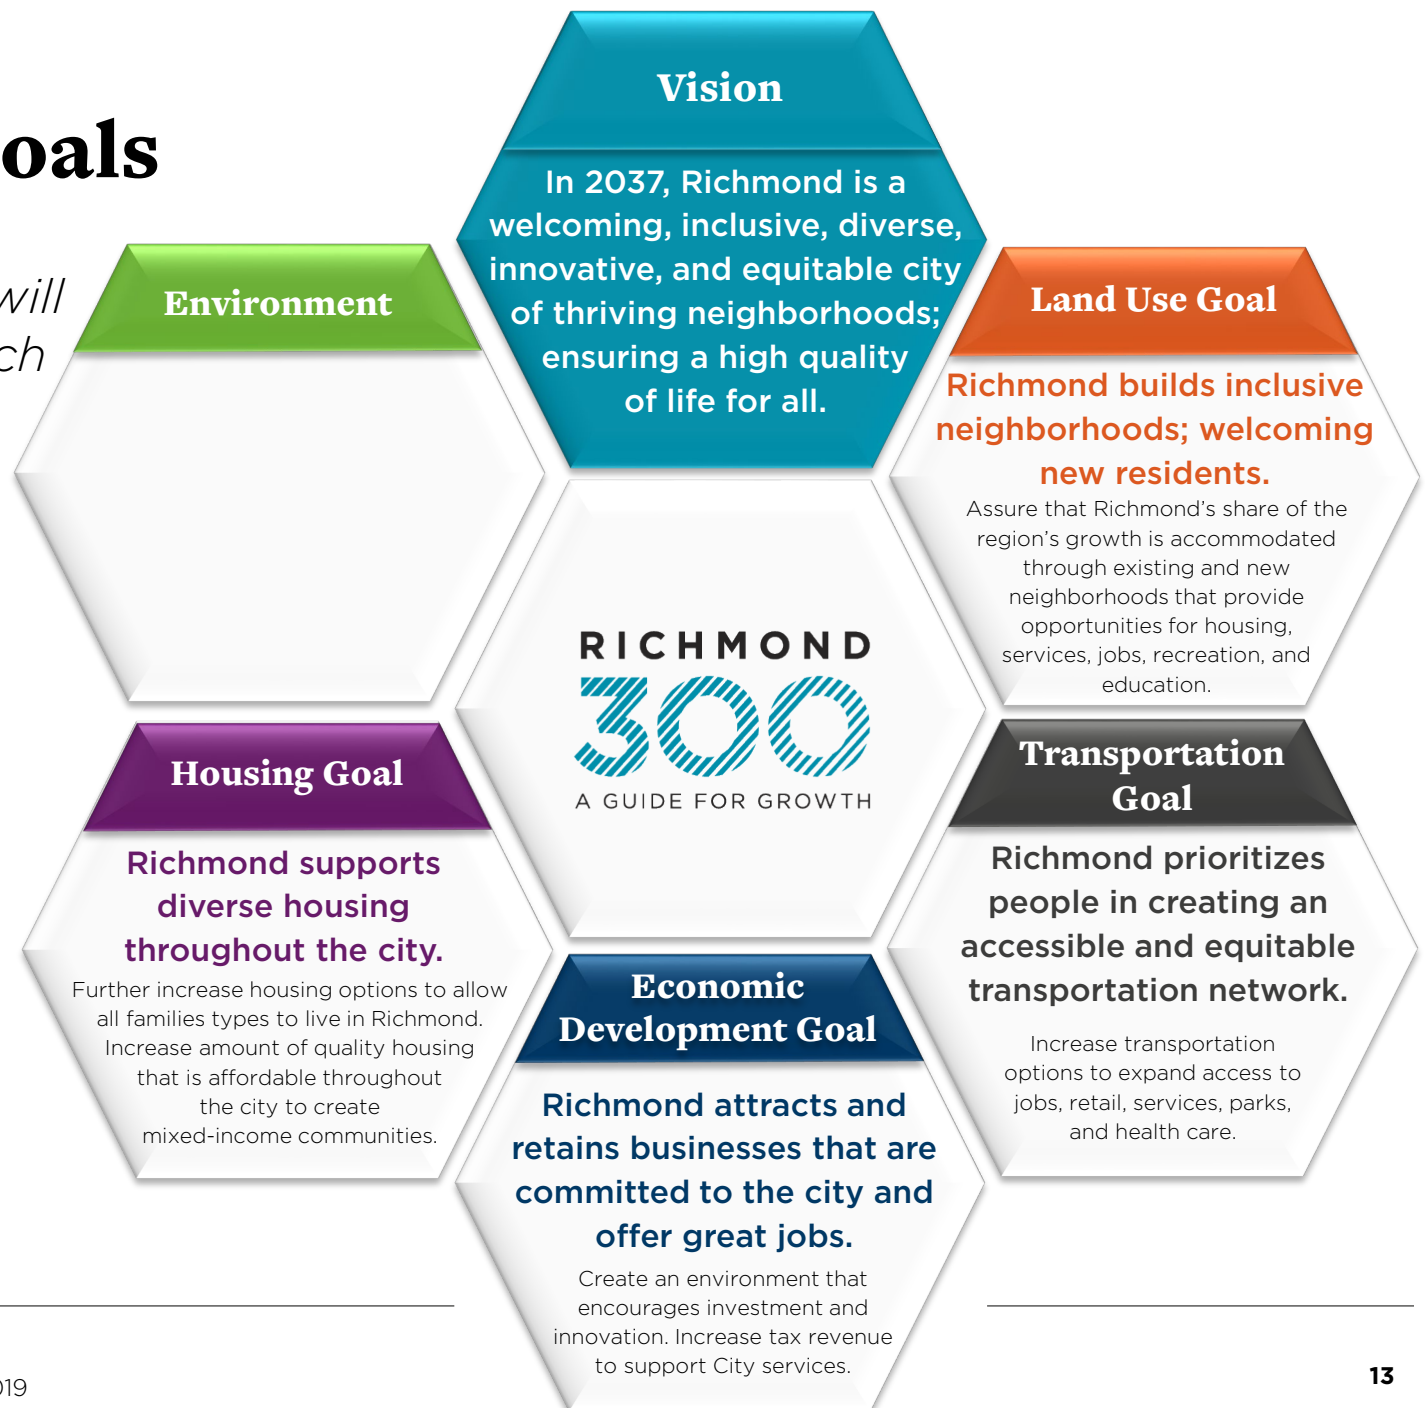 oals
will
ch
Vision
In 2037, Richmond is a
welcoming, inclusive, diverse,
innovative, and equitable city
of thriving neighborhoods;
ensuring a high quality
of life for all.
Environment
Land Use Goal
Richmond builds inclusive
neighborhoods; welcoming
new residents.
Assure that Richmond's share of the
region's growth is accommodated
through existing and new
neighborhoods that provide
opportunities for housing,
services, jobs, recreation, and
education.
RICHMOND
300
A GUIDE FOR GROWTH
Housing Goal
Richmond supports
diverse housing
throughout the city.
Further increase housing options to allow
all families types to live in Richmond.
Increase amount of quality housing
that is affordable throughout
the city to create
mixed-income communities.
Transportation
Goal
Richmond prioritizes
people in creating an
accessible and equitable
transportation network.
Increase transportation
options to expand access to
jobs, retail, services, parks,
and health care.
Economic
Development Goal
Richmond attracts and
retains businesses that are
committed to the city and
offer great jobs.
Create an environment that
encourages investment and
innovation. Increase tax revenue
to support City services.
019
13